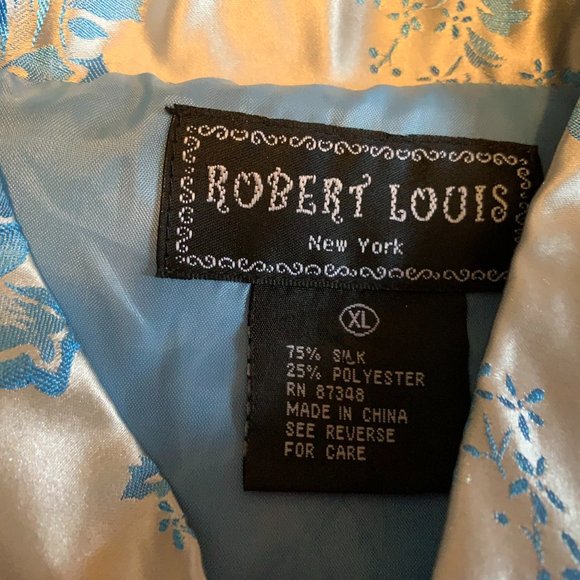 ROBERT LOUIS
New York
XL
75% SILK
25% POLYESTER
RN 87348
MADE IN CHINA
SEE REVERSE
FOR CARE